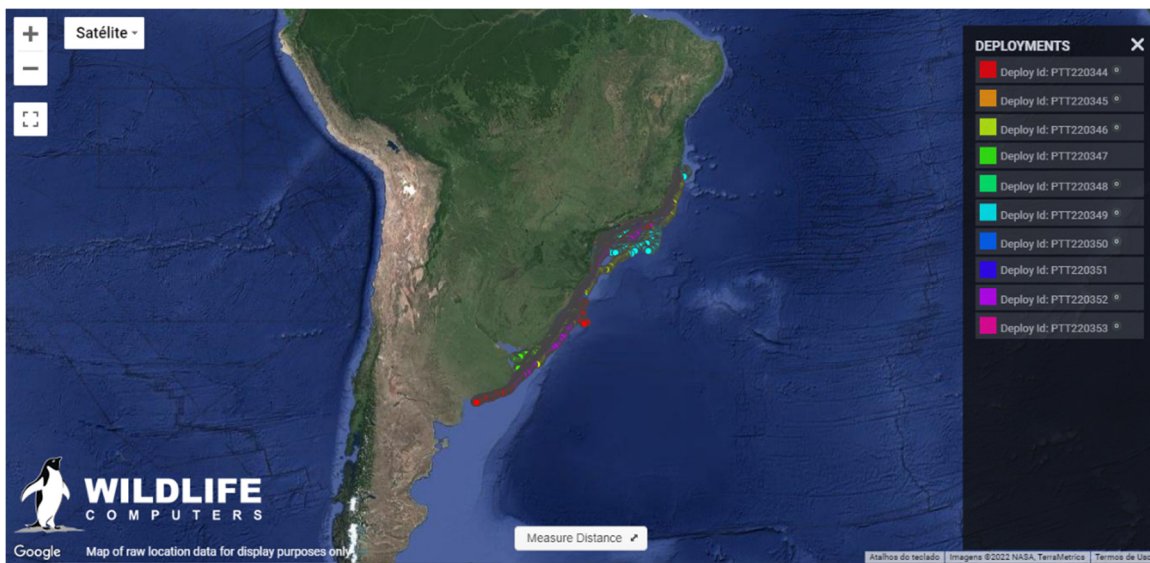 +
Satélite
−
DEPLOYMENTS
Deploy Id: PTT220344
Deploy Id: PTT220345
Deploy Id: PTT220346
Deploy Id: PTT220347
Deploy Id: PTT220348
Deploy Id: PTT220349
Deploy Id: PTT220350
Deploy Id: PTT220351
Deploy Id: PTT220352
Deploy Id: PTT220353
WILDLIFE
COMPUTERS
Measure Distance
Google
Map of raw location data for display purposes only
Atalhos do teclado
Imagens ©2022 NASA, TerraMetrics
Termos de Uso